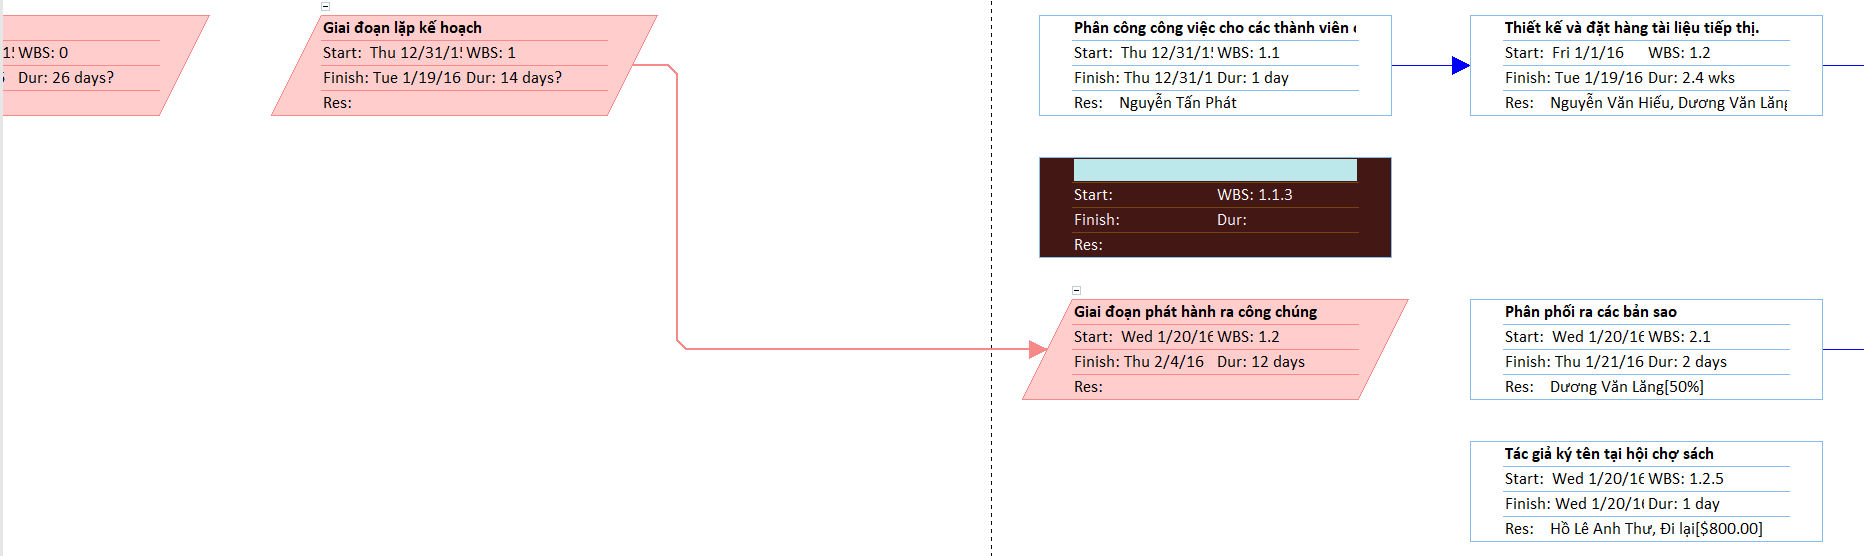 1! WBS: 0
Dur: 26 days?
Giai đoạn lặp kế hoạch
Start: Thu 12/31/1! WBS: 1
Finish: Tue 1/19/16 Dur: 14 days?
Res:
Phân công công việc cho các thành viên
Start: Thu 12/31/1! WBS: 1.1
Finish: Thu 12/31/1 Dur: 1 day
Res: Nguyễn Tấn Phát
Thiết kế và đặt hàng tài liệu tiếp thị.
Start: Fri 1/1/16 WBS: 1.2
Finish: Tue 1/19/16 Dur: 2.4 wks
Res: Nguyễn Văn Hiếu, Dương Văn Lăng
Start: WBS: 1.1.3
Finish: Dur:
Res:
Giai đoạn phát hành ra công chúng
Start: Wed 1/20/16 WBS: 1.2
Finish: Thu 2/4/16 Dur: 12 days
Res:
Phân phối ra các bản sao
Start: Wed 1/20/16 WBS: 2.1
Finish: Thu 1/21/16 Dur: 2 days
Res: Dương Văn Lăng[50%]
Tác giả ký tên tại hội chợ sách
Start: Wed 1/20/16 WBS: 1.2.5
Finish: Wed 1/20/1 Dur: 1 day
Res: Hồ Lê Anh Thư, Đi lại[$800.00]